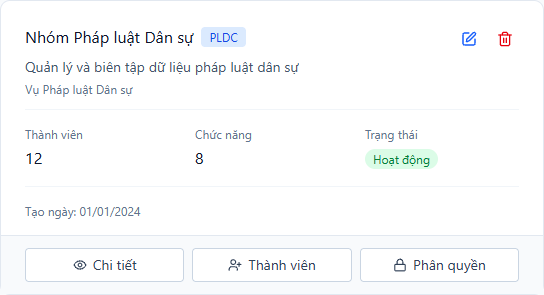 Nhóm Pháp luật Dân sự PLDC
Quản lý và biên tập dữ liệu pháp luật dân sự
Vụ Pháp luật Dân sự
Thành viên Chức năng Trạng thái
12 8 Hoạt động
Tạo ngày: 01/01/2024
Chi tiết Thành viên Phân quyền